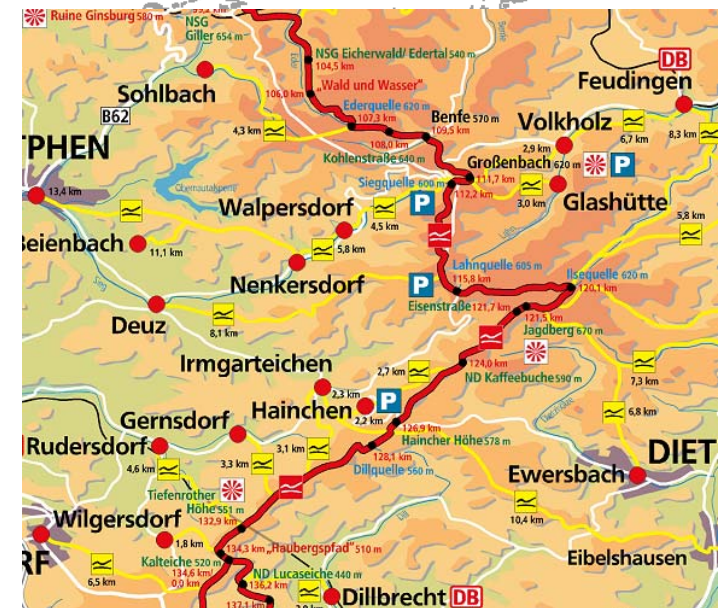 Ruine Ginsburg 580 m
99,2 km
NSG
Giller 654 m
NSG Eicherwald/ Edertal 540 m
104,5 km
DB
Feudingen
Sohlbach
106,0 km
„Wald und Wasser"
Eder
B62
Ederquelle 620 m
107,3 km
Benfe 570 m
109,5 km
Volkholz
6,7 km
8,3 km
4,3 km
108,0 km
2,9 km
TPHEN
Kohlenstraße 640 m
Großenbach 620 m
P
13,4 km
Obernautalsperre
Siegquelle 600 m
111,7 km
112,2 km
P
3,0 km
Glashütte
Walpersdorf
4,5 km
5,8 km
Beienbach
11,1 km
5,8 km
Nenkersdorf
Lahnquelle 605 m
Ilsequelle 620 m
Sieg
P
115,8 km
120,1 km
Eisenstraße
121,7 km
121,5 km
Deuz
8,1 km
Jagdberg 670 m
Irmgarteichen
124,0 km
2,7 km
ND Kaffeebuche 590 m
7,3 km
2,3 km
Hainchen
P
2,2 km
6,8 km
Gernsdorf
126,9 km
Haincher Höhe 578 m
Rudersdorf
3,1 km
128,1 km
DIET
4,6 km
3,3 km
Dillquelle 560 m
Ewersbach
Tiefenrother
Höhe 551 m
10,4 km
Wilgersdorf
132,9 km
Dill
1,8 km
134,3 km
„Haubergspfad" 510 m
RF
Kalteiche 520 m
Eibelshausen
6,5 km
134,6 km/
0,0 km
ND Lucaseiche 440 m
136,2 km
137,1 km
Dillbrecht DB